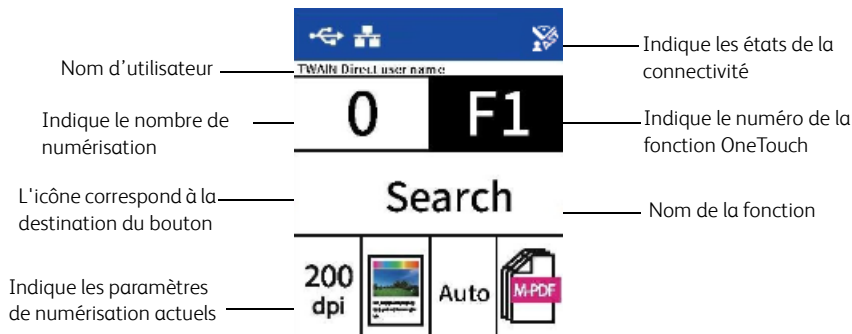 Indique les états de la
connectivité
Nom d'utilisateur
TWAIN Direct user name
Indique le nombre de
numérisation
0
F1
Indique le numéro de la
fonction OneTouch
L'icône correspond à la
destination du bouton
Search
Nom de la fonction
Indique les paramètres
de numérisation actuels
200
dpi
Auto
M-PDF